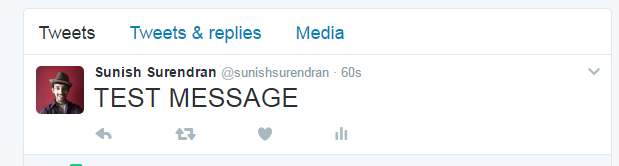 Tweets Tweets & replies Media
Sunish Surendran @sunishsurendran · 60s
TEST MESSAGE